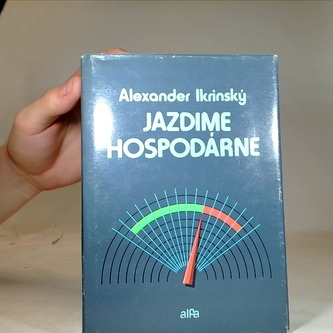 Alexander Ikrinský
JAZDIME
HOSPODÁRNE
alfa